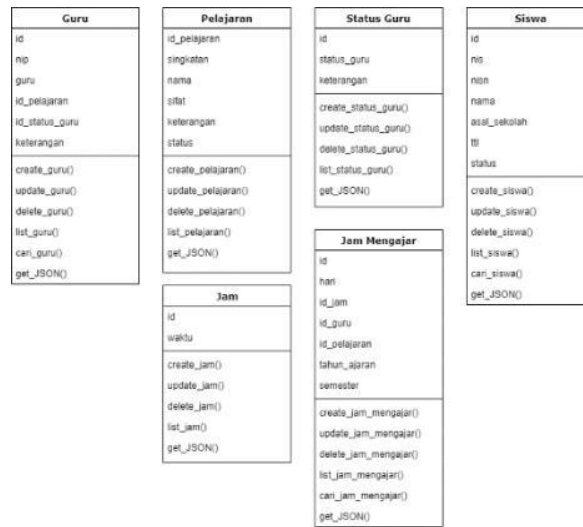 Guru
id
nip
guru
id_pelajaran
id_status_guru
keterangan
create_guru()
update_guru()
delete_guru()
list_guru()
cari_guru()
get_JSON()
Pelajaran
id_pelajaran
singkatan
nama
sifat
keterangan
status
create_pelajaran()
update_pelajaran()
delete_pelajaran()
list_pelajaran()
get_JSON()
Jam
id
waktu
create_jam()
update_jam()
delete_jam()
list_jam()
get_JSON()
Status Guru
id
status_guru
keterangan
create_status_guru()
update_status_guru()
delete_status_guru()
list_status_guru()
get_JSON()
Jam Mengajar
id
hari
id_jam
id_guru
id_pelajaran
tahun_ajaran
semester
create_jam_mengajar()
update_jam_mengajar()
delete_jam_mengajar()
list_jam_mengajar()
cari_jam_mengajar()
get_JSON()
Siswa
id
nis
nisn
nama
asal_sekolah
ttl
status
create_siswa()
update_siswa()
delete_siswa()
list_siswa()
cari_siswa()
get_JSON()